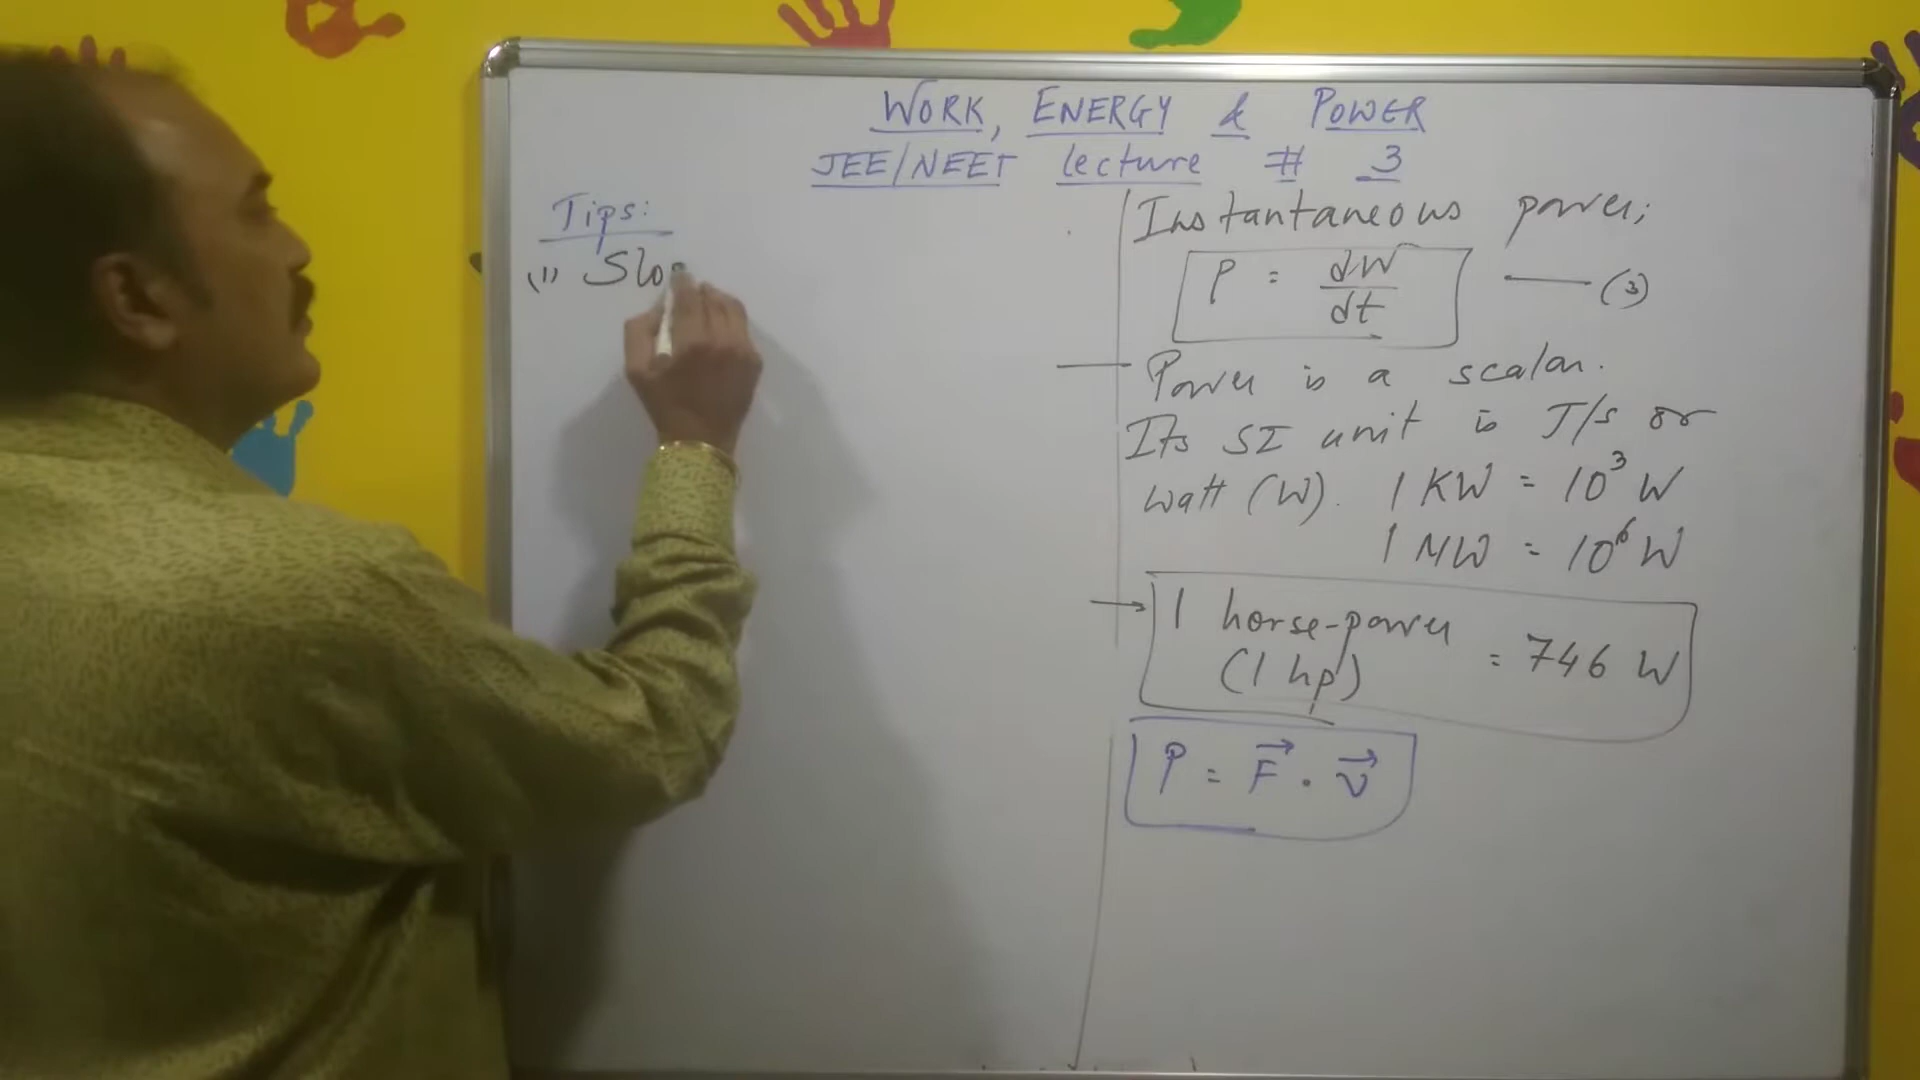 WORK, ENERGY & POWER
JEE/NEET lecture # 3
Tips:
(1) Slop
Instantaneous power;
P = dW/dt — (3)
Power is a scalar.
Its SI unit is J/s or
watt (W). 1 KW = 10³ W
1 MW = 10⁶ W
→ 1 horse-power
(1 hp) = 746 W
P = F⃗ . v⃗